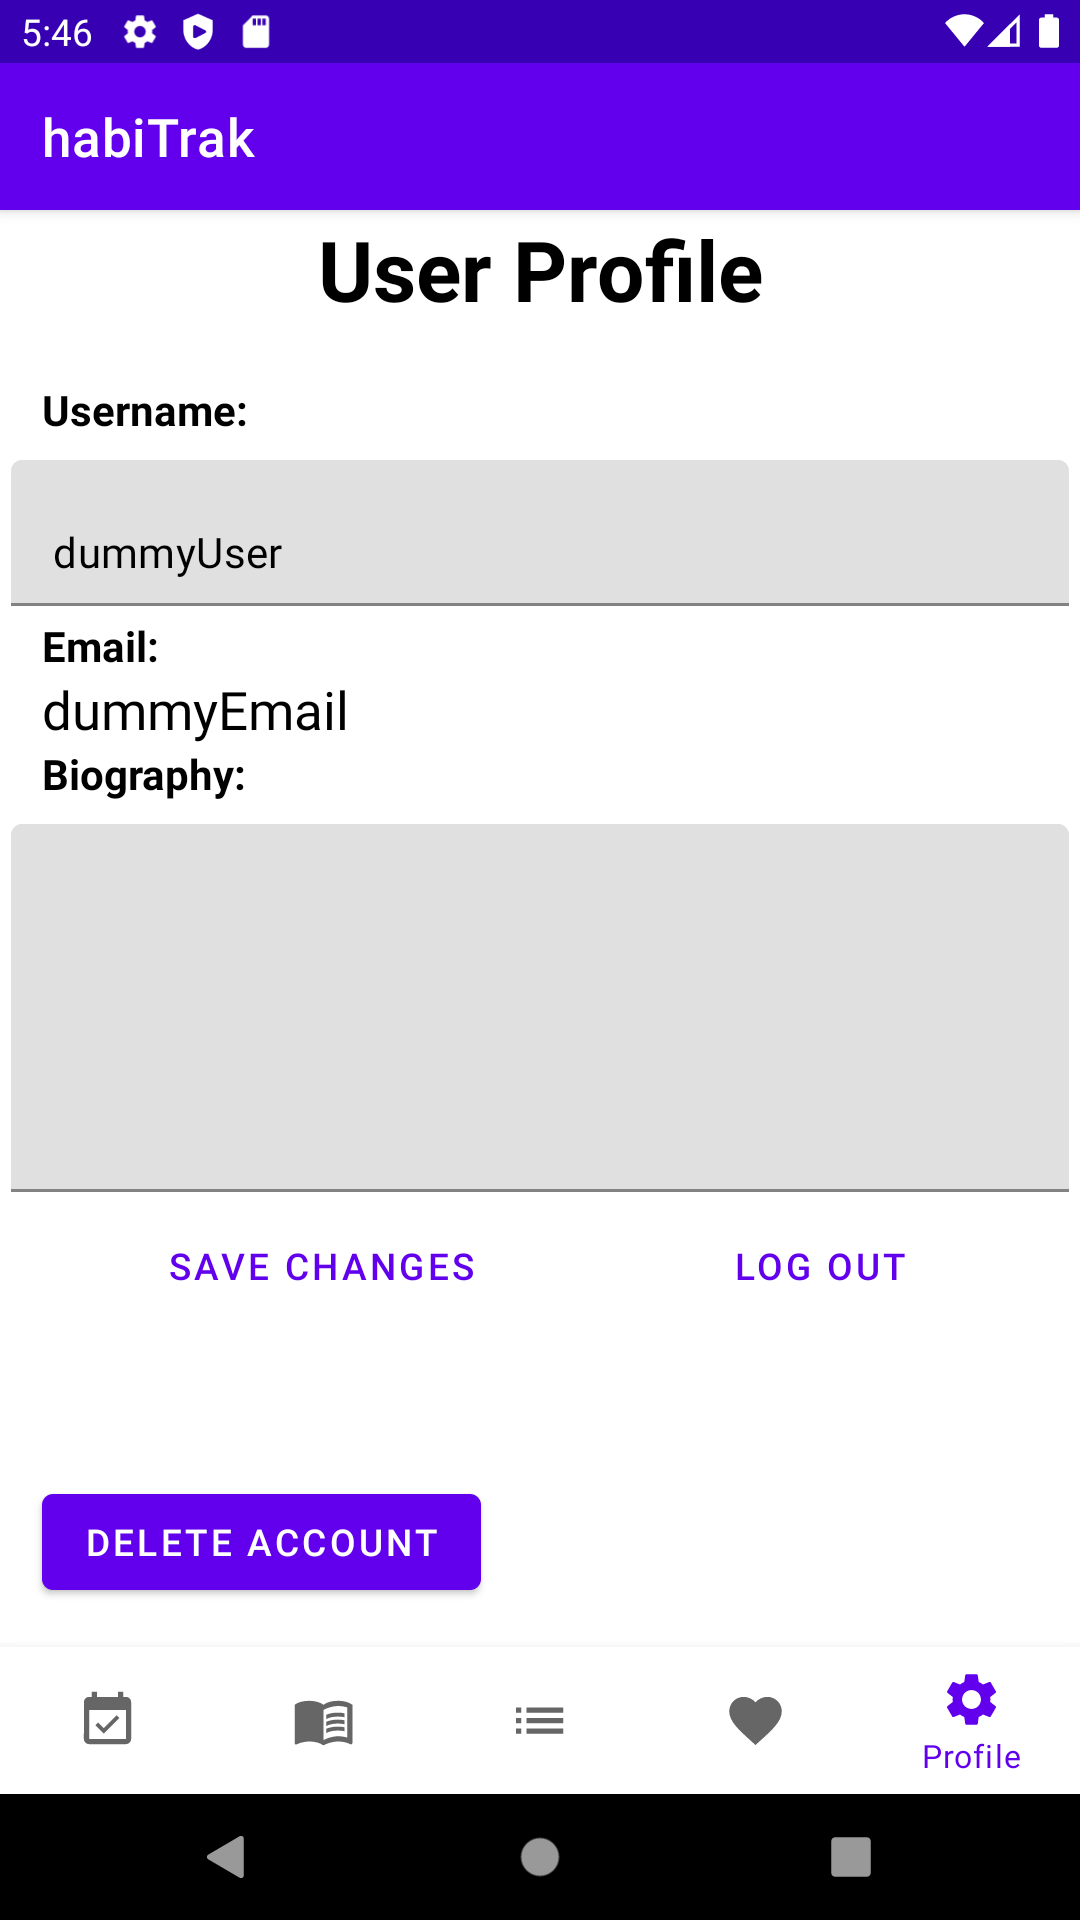 5:46
habiTrak
User Profile
Username:
dummyUser
Email:
dummyEmail
Biography:
SAVE CHANGES LOG OUT
DELETE ACCOUNT
Profile